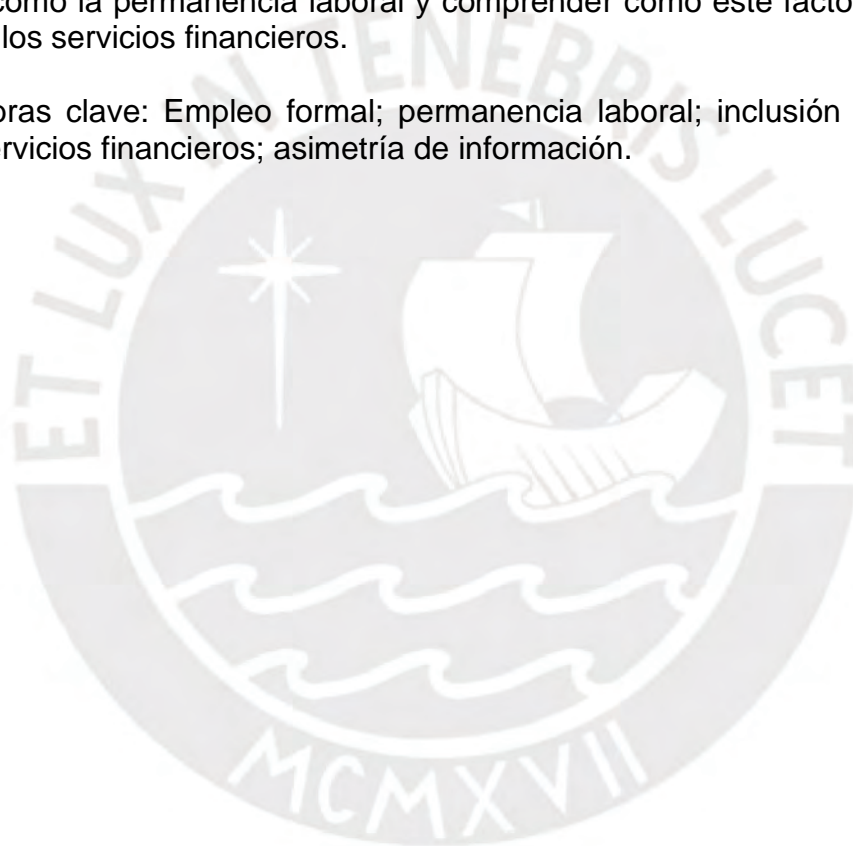 como la permanencia laboral y comprender cómo este facto
los servicios financieros.
oras clave: Empleo formal; permanencia laboral; inclusión
rvicios financieros; asimetría de información.
ET LUX IN TENEBRIS LUCET
MCMXVII